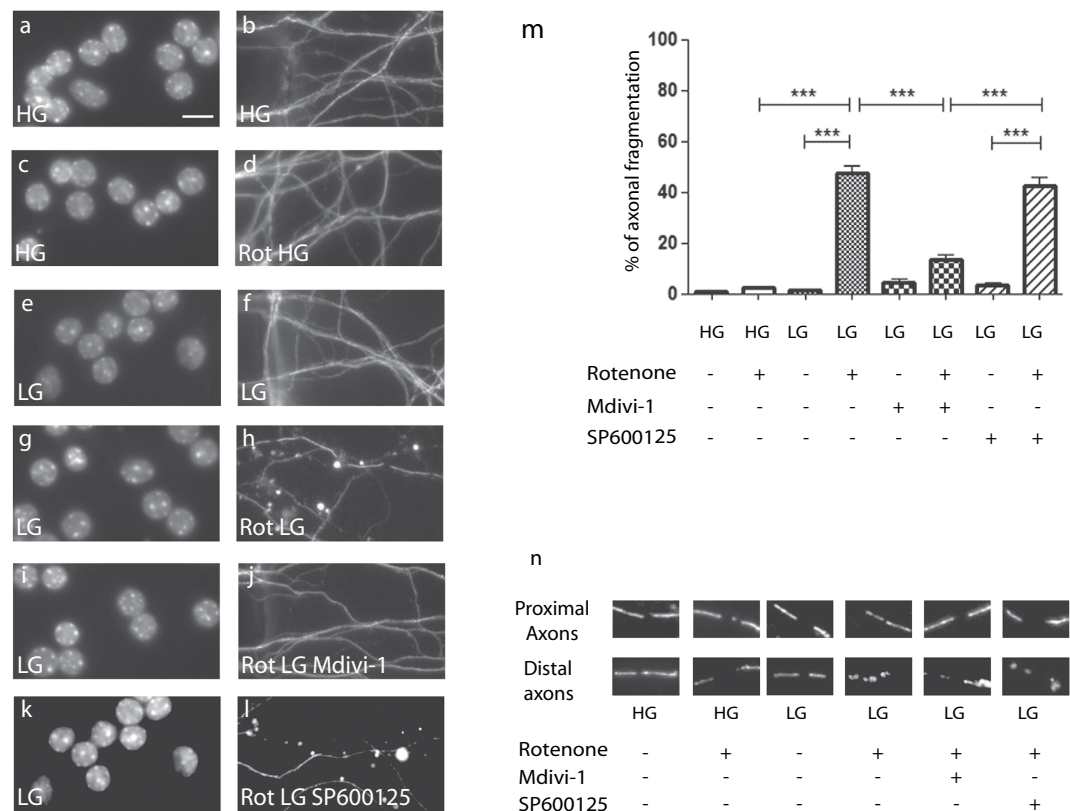 a
HG
b
HG
c
HG
d
Rot HG
e
LG
f
LG
g
LG
h
Rot LG
i
LG
j
Rot LG Mdivi-1
k
LG
l
Rot LG SP600125
m
% of axonal fragmentation
100
80
60
40
20
0
*** *** ***
*** ***
HG HG LG LG LG LG LG LG
Rotenone - + - + - + - +
Mdivi-1 - - - - + + - -
SP600125 - - - - - - + +
n
Proximal
Axons
Distal
axons
HG HG LG LG LG LG
Rotenone - + - + + +
Mdivi-1 - - - - + -
SP600125 - - - - - +